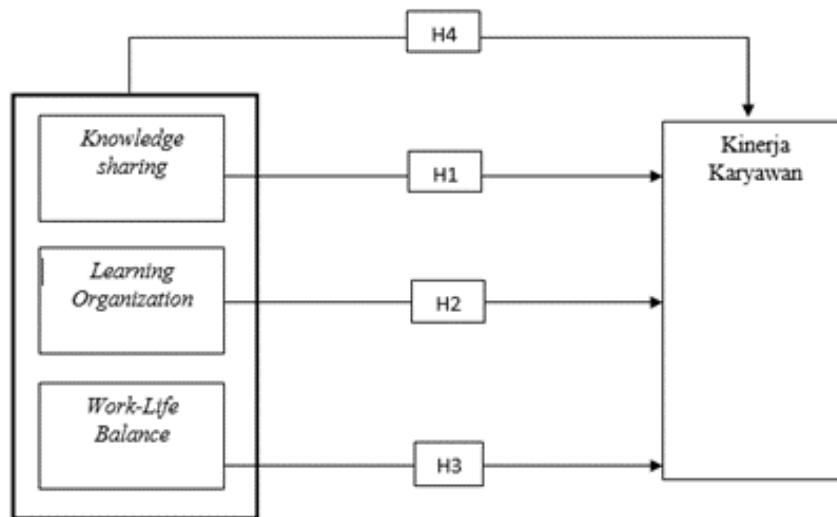 H4
Knowledge
sharing
H1
Kinerja
Karyawan
Learning
Organization
H2
Work-Life
Balance
H3